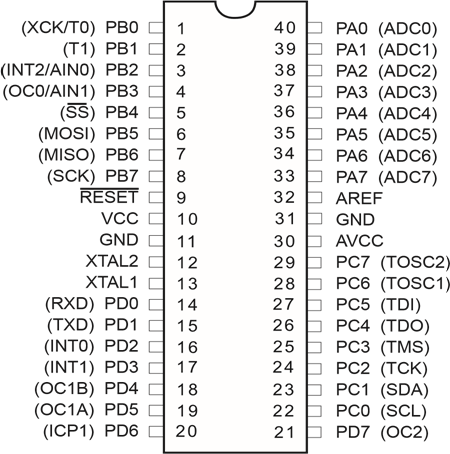 (XCK/T0) PB0 1 40 PA0 (ADC0)
(T1) PB1 2 39 PA1 (ADC1)
(INT2/AIN0) PB2 3 38 PA2 (ADC2)
(OC0/AIN1) PB3 4 37 PA3 (ADC3)
(SS) PB4 5 36 PA4 (ADC4)
(MOSI) PB5 6 35 PA5 (ADC5)
(MISO) PB6 7 34 PA6 (ADC6)
(SCK) PB7 8 33 PA7 (ADC7)
RESET 9 32 AREF
VCC 10 31 GND
GND 11 30 AVCC
XTAL2 12 29 PC7 (TOSC2)
XTAL1 13 28 PC6 (TOSC1)
(RXD) PD0 14 27 PC5 (TDI)
(TXD) PD1 15 26 PC4 (TDO)
(INT0) PD2 16 25 PC3 (TMS)
(INT1) PD3 17 24 PC2 (TCK)
(OC1B) PD4 18 23 PC1 (SDA)
(OC1A) PD5 19 22 PC0 (SCL)
(ICP1) PD6 20 21 PD7 (OC2)